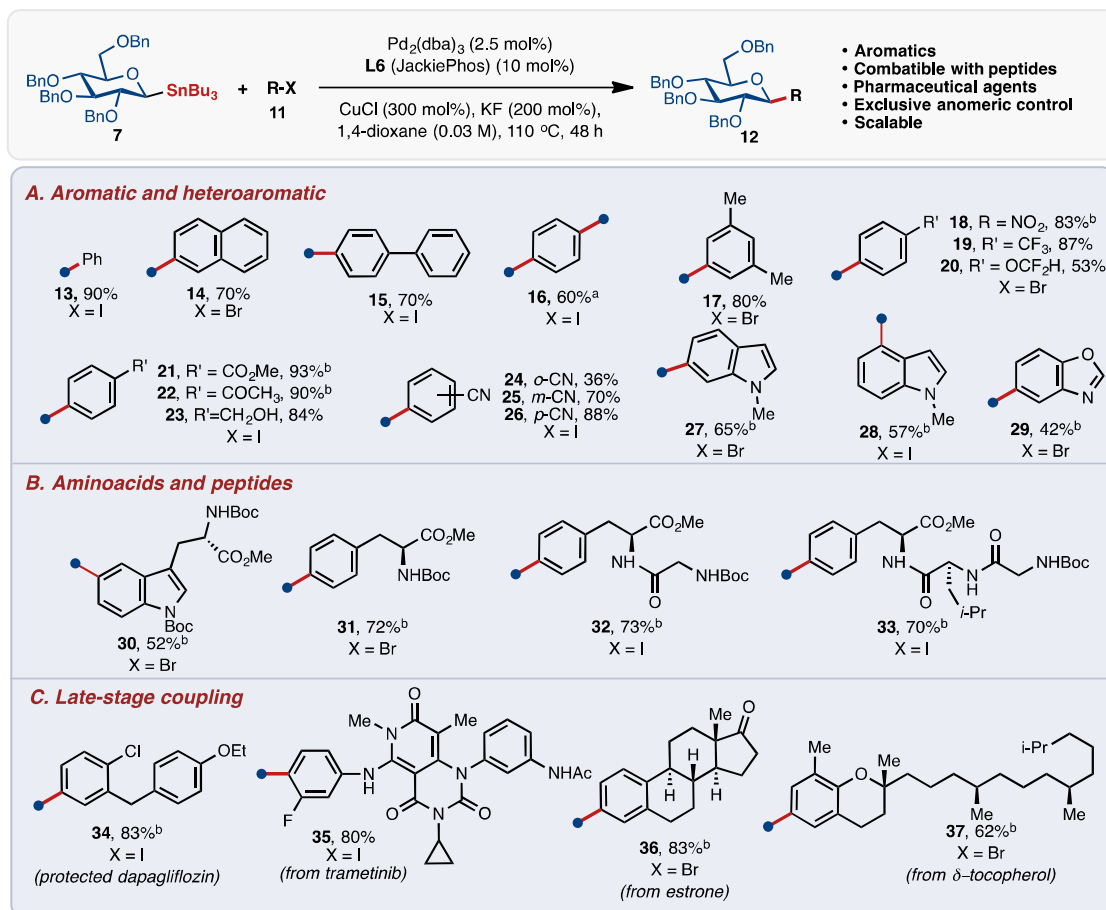 OBn
BnO
BnO
BnO
O
SnBu3
7
+
R-X
11
Pd2(dba)3 (2.5 mol%)
L6 (JackiePhos) (10 mol%)
CuCl (300 mol%), KF (200 mol%),
1,4-dioxane (0.03 M), 110 ºC, 48 h
OBn
BnO
BnO
BnO
O
R
12
• Aromatics
• Combatible with peptides
• Pharmaceutical agents
• Exclusive anomeric control
• Scalable
A. Aromatic and heteroaromatic
Ph
13, 90%
X = I
14, 70%
X = Br
15, 70%
X = I
16, 60%a
X = I
Me
Me
17, 80%
X = Br
R'
18, R = NO2, 83%b
19, R' = CF3, 87%
20, R' = OCF2H, 53%
X = Br
R'
21, R' = CO2Me, 93%b
22, R' = COCH3, 90%b
23, R'=CH2OH, 84%
X = I
CN
24, o-CN, 36%
25, m-CN, 70%
26, p-CN, 88%
X = I
N
Me
27, 65%b
X = Br
N
Me
28, 57%b
X = I
O
N
29, 42%b
X = Br
B. Aminoacids and peptides
NHBoc
CO2Me
N
Boc
30, 52%b
X = Br
CO2Me
NHBoc
31, 72%b
X = Br
CO2Me
HN
NHBoc
O
32, 73%b
X = I
CO2Me
O
HN
HN
NHBoc
O
i-Pr
33, 70%b
X = I
C. Late-stage coupling
Cl
OEt
34, 83%b
X = I
(protected dapagliflozin)
O
Me
Me
N
NH
N
NHAc
F
O
N
O
35, 80%
X = I
(from trametinib)
Me
O
H
H
H
36, 83%b
X = Br
(from estrone)
i-Pr
Me
Me
O
Me
Me
37, 62%b
X = Br
(from δ–tocopherol)